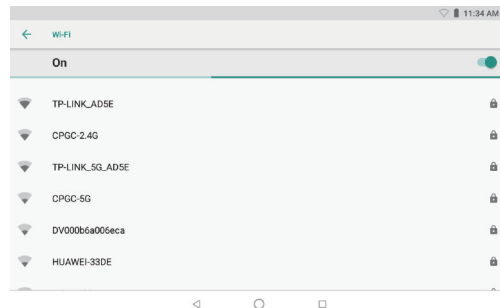 11:34 AM
Wi-Fi
On
TP-LINK_AD5E
CPGC-2.4G
TP-LINK_5G_AD5E
CPGC-5G
DV000b6a006eca
HUAWEI-33DE